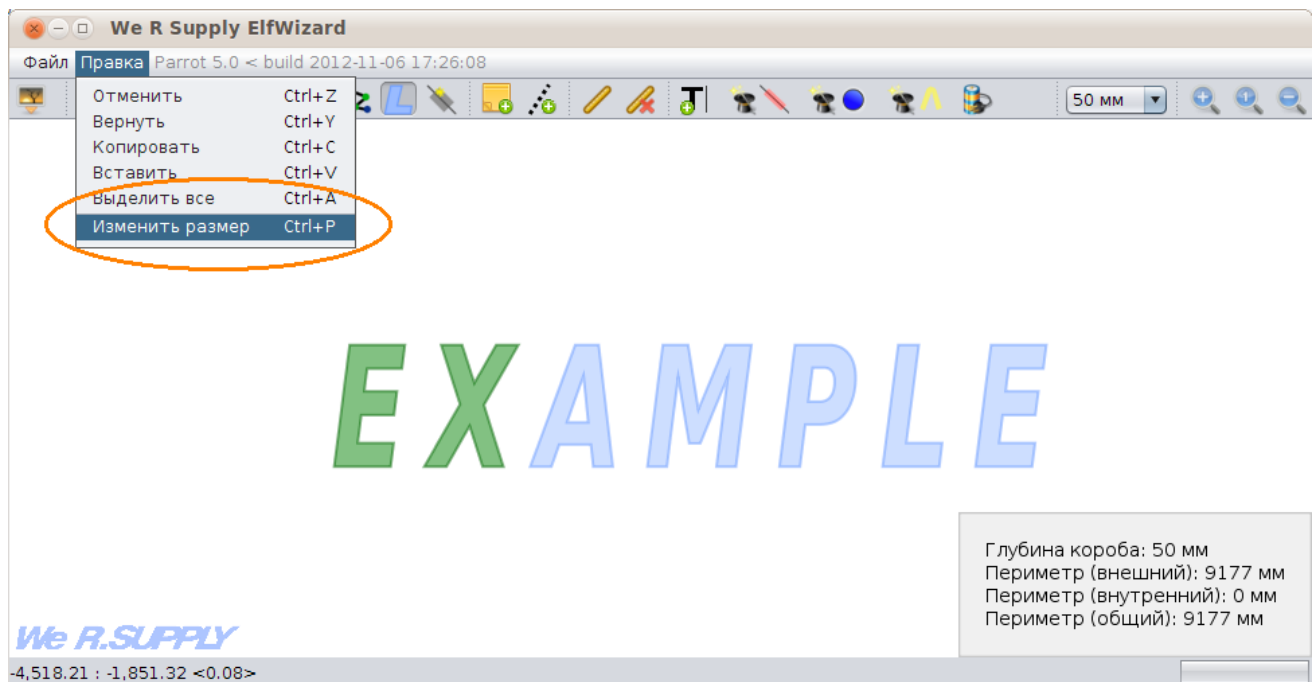 We R Supply ElfWizard
Файл Правка Parrot 5.0 < build 2012-11-06 17:26:08
50 мм
Отменить Ctrl+Z
Вернуть Ctrl+Y
Копировать Ctrl+C
Вставить Ctrl+V
Выделить все Ctrl+A
Изменить размер Ctrl+P
EXAMPLE
Глубина короба: 50 мм
Периметр (внешний): 9177 мм
Периметр (внутренний): 0 мм
Периметр (общий): 9177 мм
We R.SUPPLY
-4,518.21 : -1,851.32 <0.08>